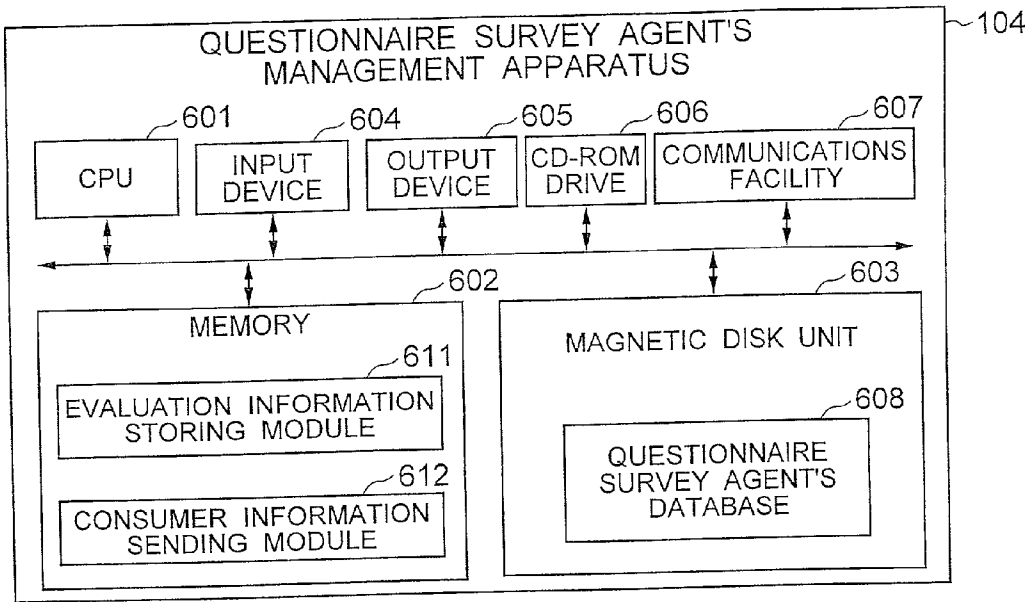 104
QUESTIONNAIRE SURVEY AGENT'S
MANAGEMENT APPARATUS
601
604
605
606
607
CPU
INPUT
DEVICE
OUTPUT
DEVICE
CD-ROM
DRIVE
COMMUNICATIONS
FACILITY
602
603
MEMORY
611
EVALUATION INFORMATION
STORING MODULE
612
CONSUMER INFORMATION
SENDING MODULE
MAGNETIC DISK UNIT
608
QUESTIONNAIRE
SURVEY AGENT'S
DATABASE